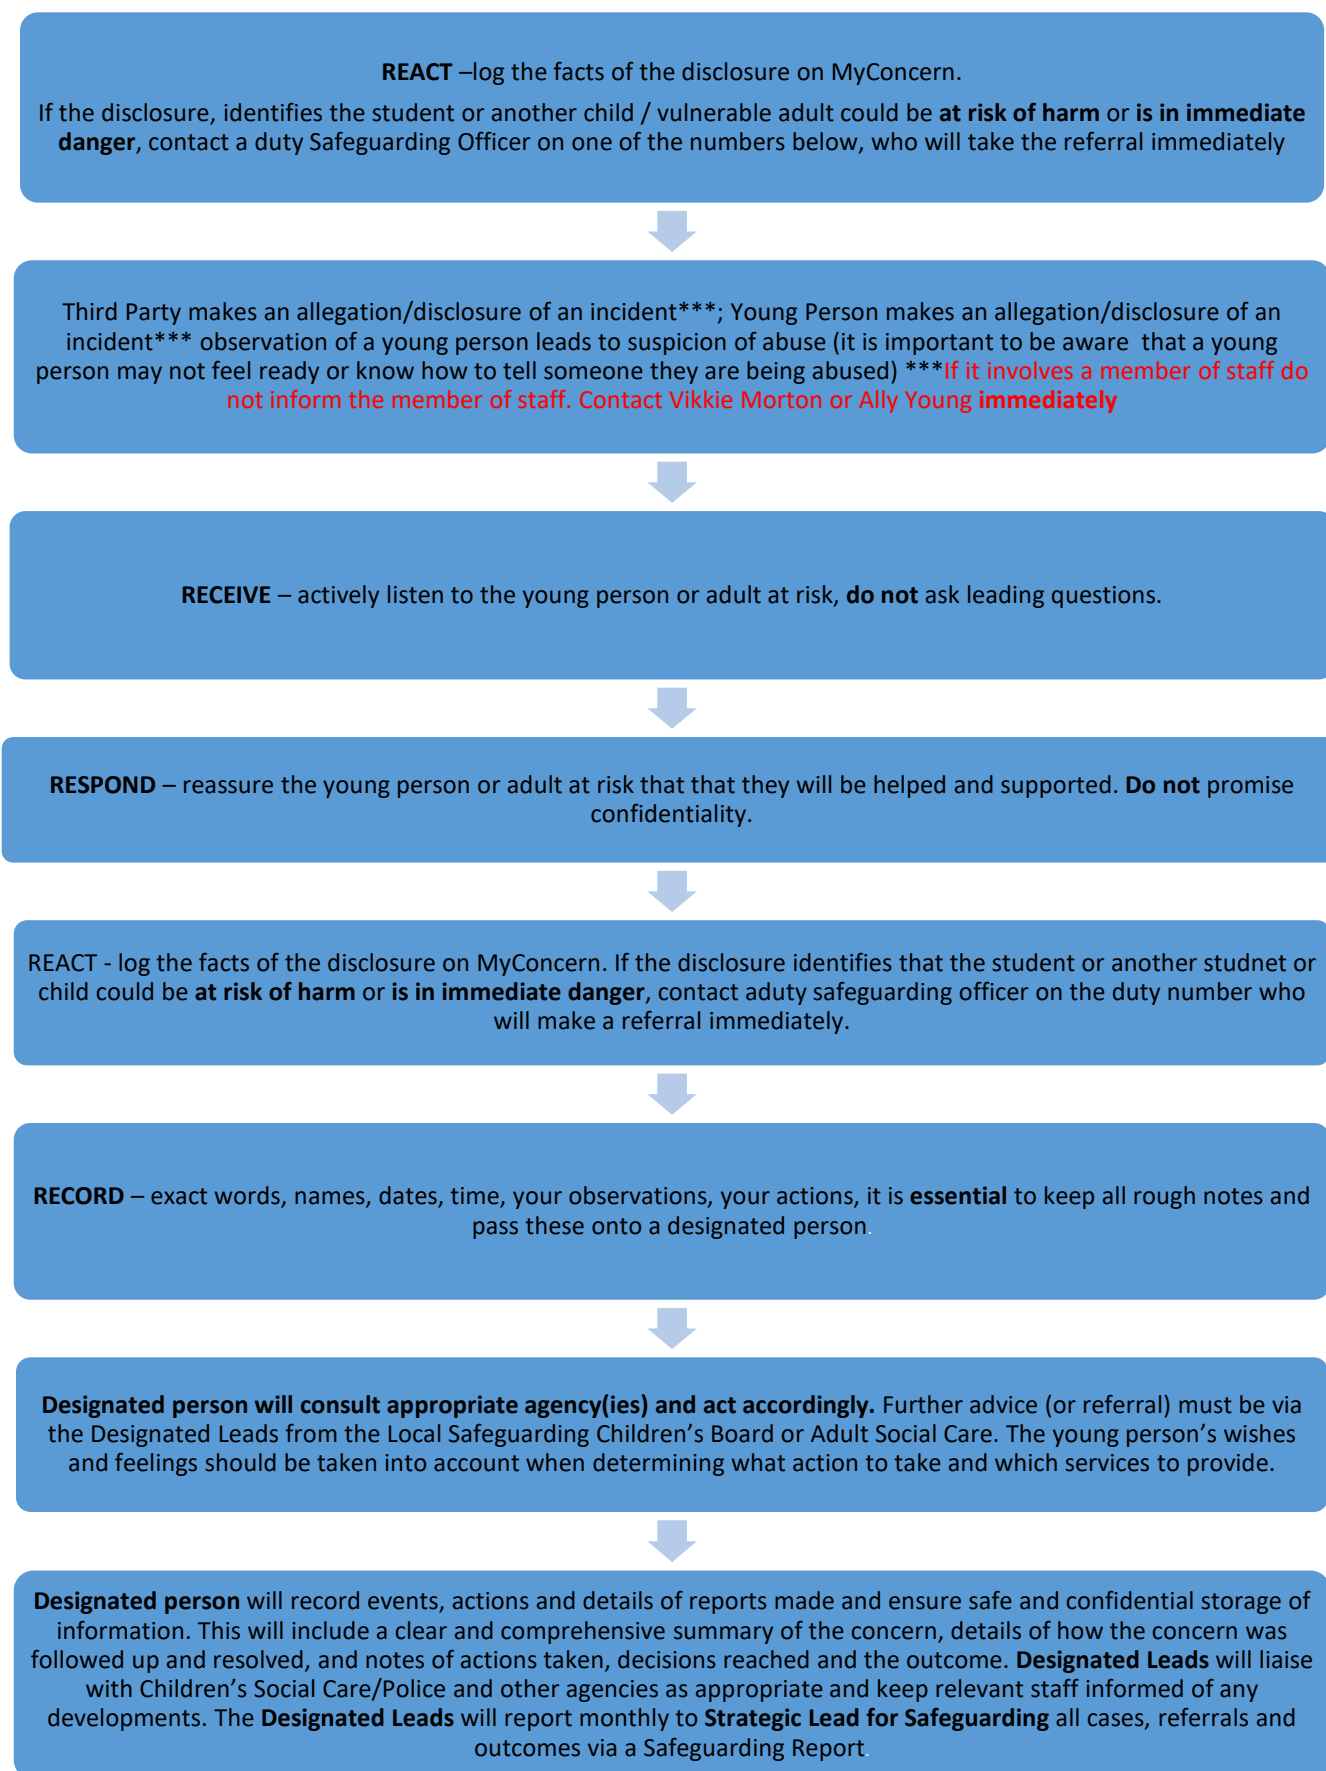 REACT –log the facts of the disclosure on MyConcern.
If the disclosure, identifies the student or another child / vulnerable adult could be at risk of harm or is in immediate
danger, contact a duty Safeguarding Officer on one of the numbers below, who will take the referral immediately
Third Party makes an allegation/disclosure of an incident***; Young Person makes an allegation/disclosure of an
incident*** observation of a young person leads to suspicion of abuse (it is important to be aware that a young
person may not feel ready or know how to tell someone they are being abused) ***If it involves a member of staff do
not inform the member of staff. Contact Vikkie Morton or Ally Young immediately
RECEIVE – actively listen to the young person or adult at risk, do not ask leading questions.
RESPOND – reassure the young person or adult at risk that that they will be helped and supported. Do not promise
confidentiality.
REACT - log the facts of the disclosure on MyConcern. If the disclosure identifies that the student or another studnet or
child could be at risk of harm or is in immediate danger, contact aduty safeguarding officer on the duty number who
will make a referral immediately.
RECORD – exact words, names, dates, time, your observations, your actions, it is essential to keep all rough notes and
pass these onto a designated person.
Designated person will consult appropriate agency(ies) and act accordingly. Further advice (or referral) must be via
the Designated Leads from the Local Safeguarding Children’s Board or Adult Social Care. The young person’s wishes
and feelings should be taken into account when determining what action to take and which services to provide.
Designated person will record events, actions and details of reports made and ensure safe and confidential storage of
information. This will include a clear and comprehensive summary of the concern, details of how the concern was
followed up and resolved, and notes of actions taken, decisions reached and the outcome. Designated Leads will liaise
with Children’s Social Care/Police and other agencies as appropriate and keep relevant staff informed of any
developments. The Designated Leads will report monthly to Strategic Lead for Safeguarding all cases, referrals and
outcomes via a Safeguarding Report.